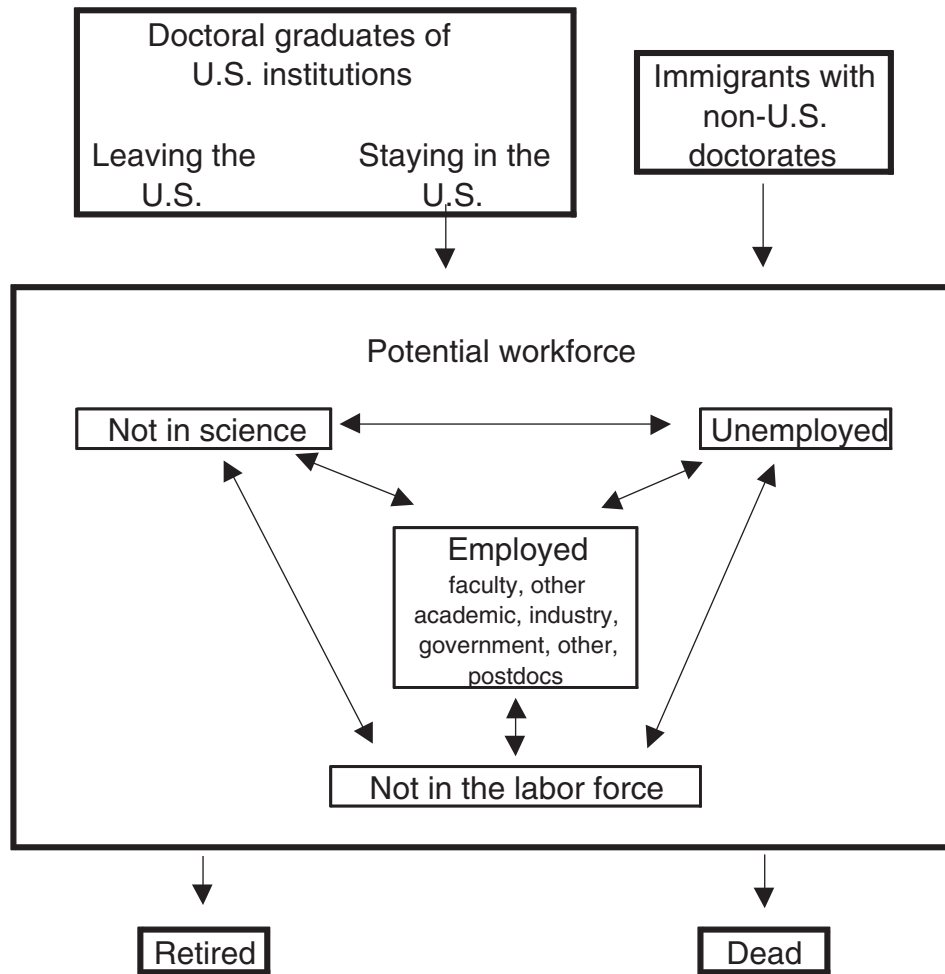 Doctoral graduates of
U.S. institutions
Leaving the
U.S.
Staying in the
U.S.
Immigrants with
non-U.S.
doctorates
Potential workforce
Not in science
Unemployed
Employed
faculty, other
academic, industry,
government, other,
postdocs
Not in the labor force
Retired
Dead